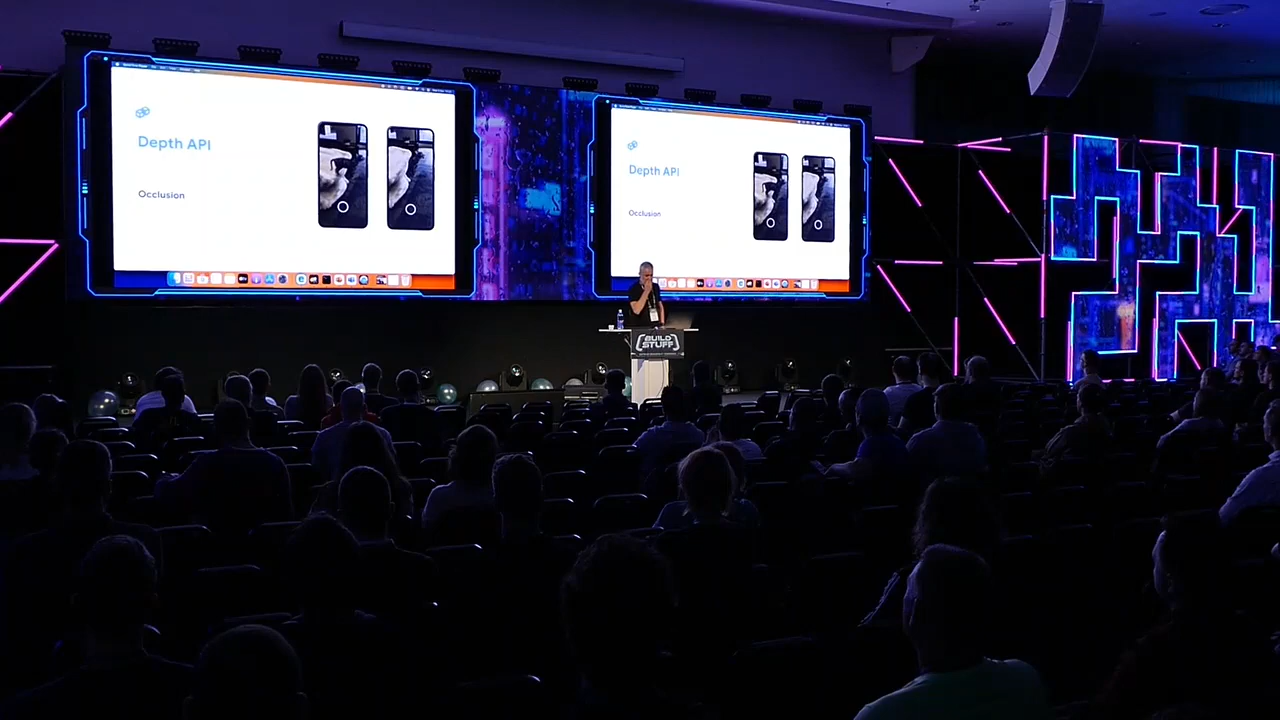 Depth API
Occlusion
Depth API
Occlusion
BUILD
STUFF